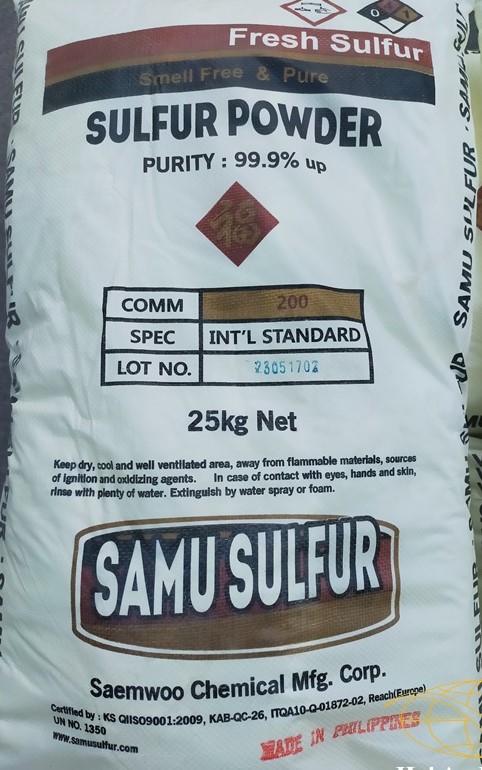 Fresh Sulfur
Smell Free & Pure
SULFUR POWDER
PURITY : 99.9% up
福
COMM 200
SPEC INT'L STANDARD
LOT NO. 23051702
25kg Net
Keep dry, cool and well ventilated area, away from flammable materials, sources
of ignition and oxidizing agents. In case of contact with eyes, hands and skin,
rinse with plenty of water. Extinguish by water spray or foam.
SAMU SULFUR
Saemwoo Chemical Mfg. Corp.
Certified by : KS QIISO9001:2009, KAB-QC-26, ITQA10-Q-01872-02, Reach(Europe)
UN NO. 1350
www.samusulfur.com
MADE IN PHILIPPINES
SAMU SULFUR